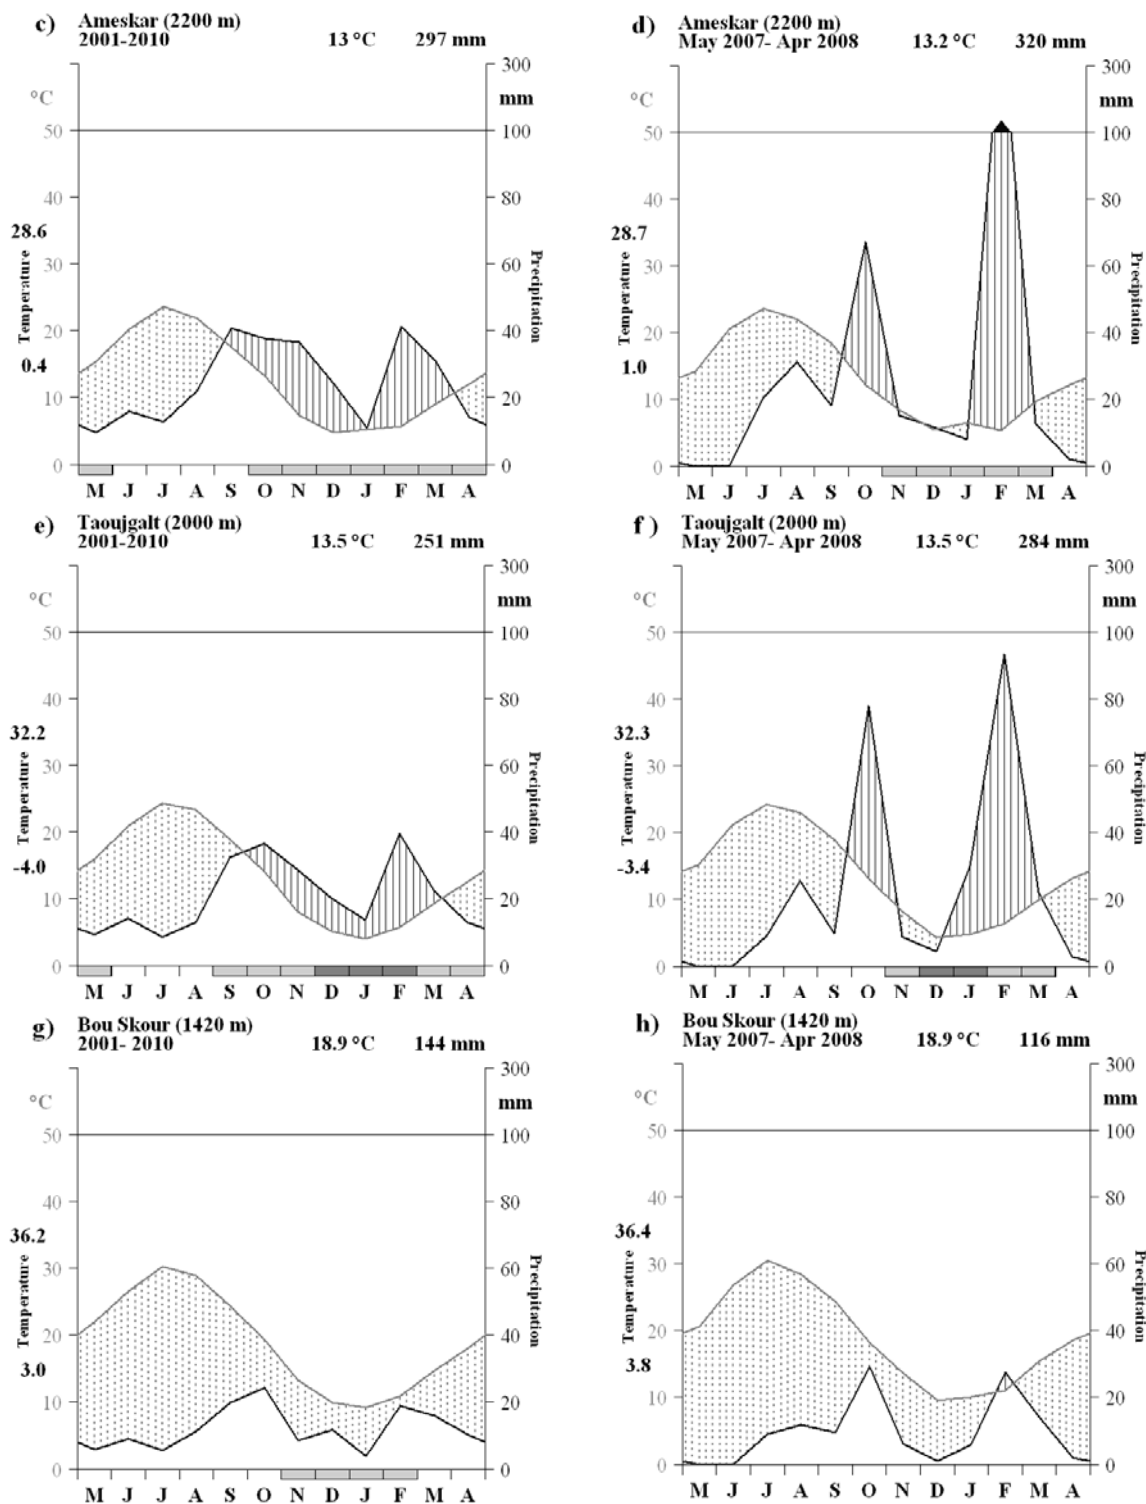 c) Ameskar (2200 m)
2001-2010 13 °C 297 mm
°C mm
300
50 100
40 80
28.6
30 60
Temperature Precipitation
20 40
0.4
10 20
0 0
M J J A S O N D J F M A
d) Ameskar (2200 m)
May 2007- Apr 2008 13.2 °C 320 mm
300
°C mm
50 100
40 80
28.7
30 60
Temperature Precipitation
20 40
1.0
10 20
0 0
M J J A S O N D J F M A
e) Taoujgalt (2000 m)
2001-2010 13.5 °C 251 mm
300
°C mm
50 100
40 80
32.2
30 60
Temperature Precipitation
20 40
-4.0
10 20
0 0
M J J A S O N D J F M A
f) Taoujgalt (2000 m)
May 2007- Apr 2008 13.5 °C 284 mm
300
°C mm
50 100
40 80
32.3
30 60
Temperature Precipitation
20 40
-3.4
10 20
0 0
M J J A S O N D J F M A
g) Bou Skour (1420 m)
2001- 2010 18.9 °C 144 mm
300
°C mm
50 100
40 80
36.2
30 60
Temperature Precipitation
20 40
3.0
10 20
0 0
M J J A S O N D J F M A
h) Bou Skour (1420 m)
May 2007- Apr 2008 18.9 °C 116 mm
300
°C mm
50 100
40 80
36.4
30 60
Temperature Precipitation
20 40
3.8
10 20
0 0
M J J A S O N D J F M A